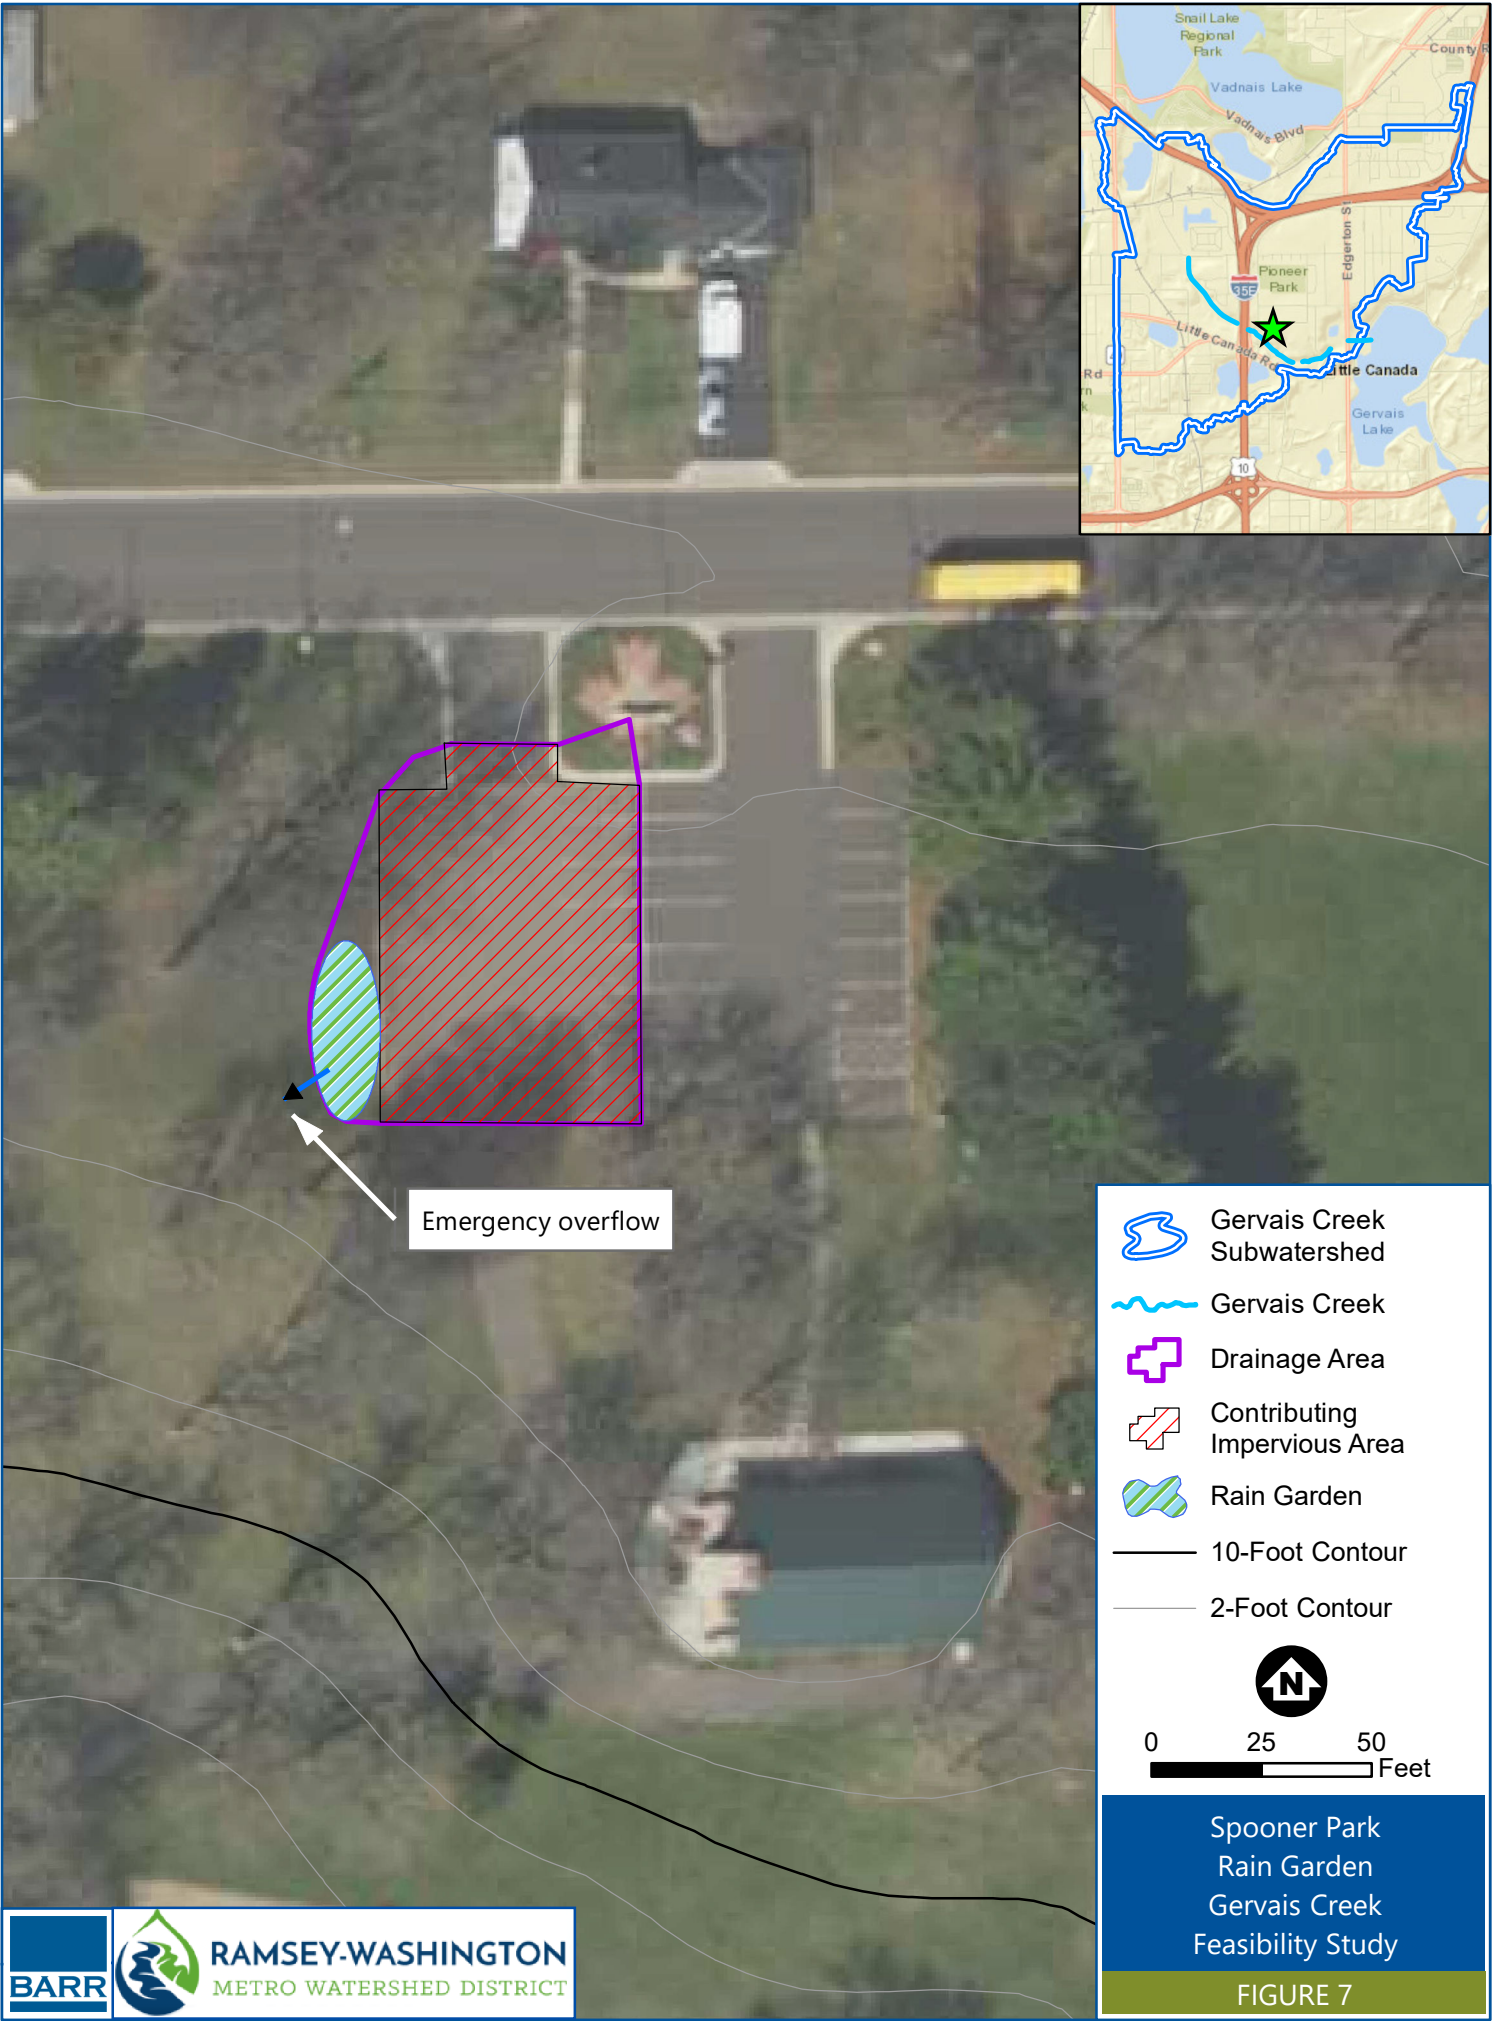 Snail Lake
Regional
Park
County R
Vadnais Lake
Vadnais Blvd
Edgerton St
Pioneer
Park
35E
Little Canada Rd
Rd
rn
k
Little Canada
Gervais
Lake
10
Emergency overflow
Gervais Creek
Subwatershed
Gervais Creek
Drainage Area
Contributing
Impervious Area
Rain Garden
10-Foot Contour
2-Foot Contour
N
0 25 50
Feet
Spooner Park
Rain Garden
Gervais Creek
Feasibility Study
FIGURE 7
BARR
RAMSEY-WASHINGTON
METRO WATERSHED DISTRICT